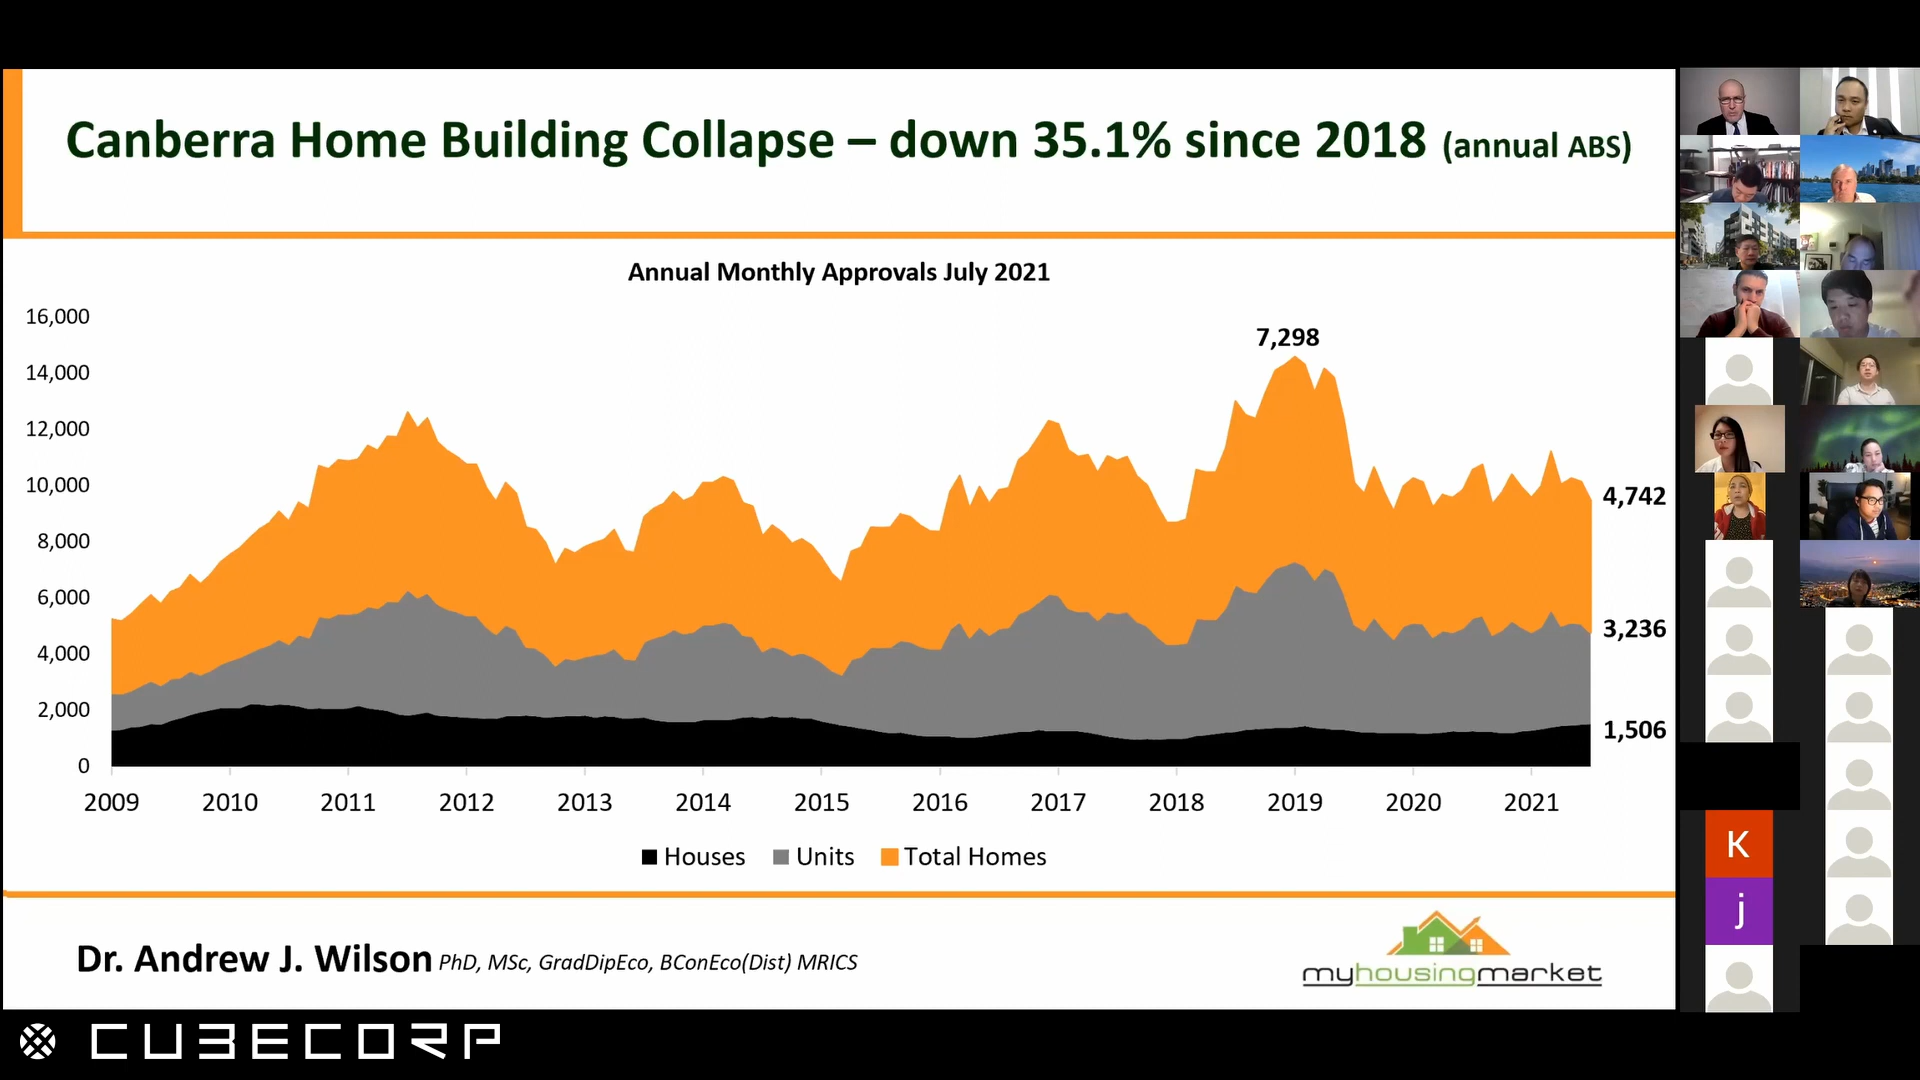 Canberra Home Building Collapse – down 35.1% since 2018 (annual ABS)
Annual Monthly Approvals July 2021
16,000
14,000
12,000
10,000
8,000
6,000
4,000
2,000
0
7,298
4,742
3,236
1,506
2009 2010 2011 2012 2013 2014 2015 2016 2017 2018 2019 2020 2021
Houses Units Total Homes
Dr. Andrew J. Wilson PhD, MSc, GradDipEco, BConEco(Dist) MRICS
myhousingmarket
CUBECORP
K
j